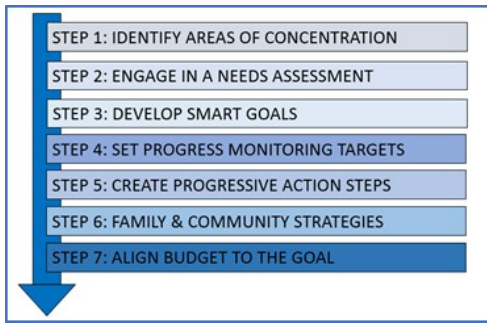 STEP 1: IDENTIFY AREAS OF CONCENTRATION
STEP 2: ENGAGE IN A NEEDS ASSESSMENT
STEP 3: DEVELOP SMART GOALS
STEP 4: SET PROGRESS MONITORING TARGETS
STEP 5: CREATE PROGRESSIVE ACTION STEPS
STEP 6: FAMILY & COMMUNITY STRATEGIES
STEP 7: ALIGN BUDGET TO THE GOAL